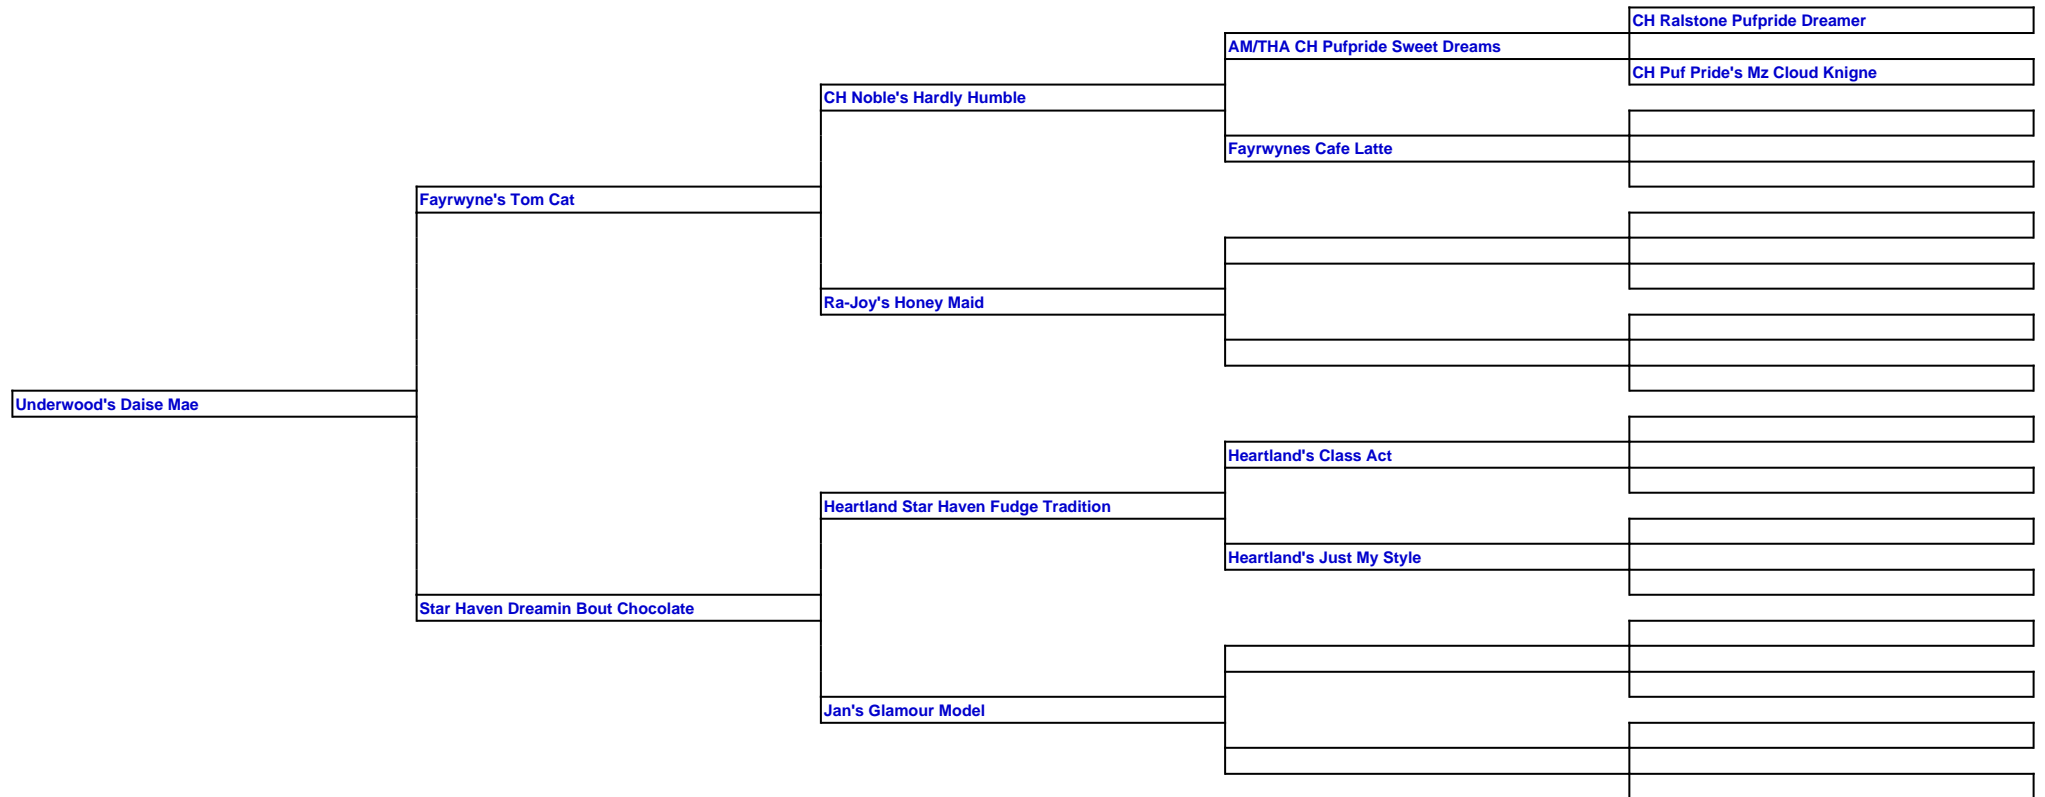 CH Ralstone Pufpride Dreamer
AM/THA CH Pufpride Sweet Dreams
CH Puf Pride's Mz Cloud Knigne
CH Noble's Hardly Humble
Fayrwynes Cafe Latte
Fayrwyne's Tom Cat
Ra-Joy's Honey Maid
Underwood's Daise Mae
Heartland's Class Act
Heartland Star Haven Fudge Tradition
Heartland's Just My Style
Star Haven Dreamin Bout Chocolate
Jan's Glamour Model